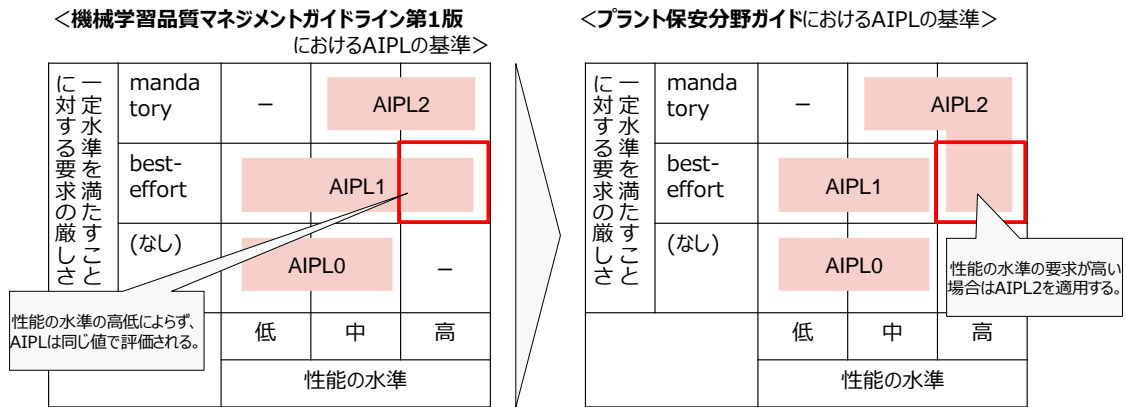 ＜機械学習品質マネジメントガイドライン第1版
におけるAIPLの基準＞
一定水準を満たすこと
に対する要求の厳しさ
manda
tory
－
AIPL2
best-
effort
AIPL1
(なし)
AIPL0
－
性能の水準の高低によらず、
AIPLは同じ値で評価される。
低
中
高
性能の水準
＜プラント保安分野ガイドにおけるAIPLの基準＞
一定水準を満たすこと
に対する要求の厳しさ
manda
tory
－
AIPL2
best-
effort
AIPL1
(なし)
AIPL0
性能の水準の要求が高い
場合はAIPL2を適用する。
低
中
高
性能の水準